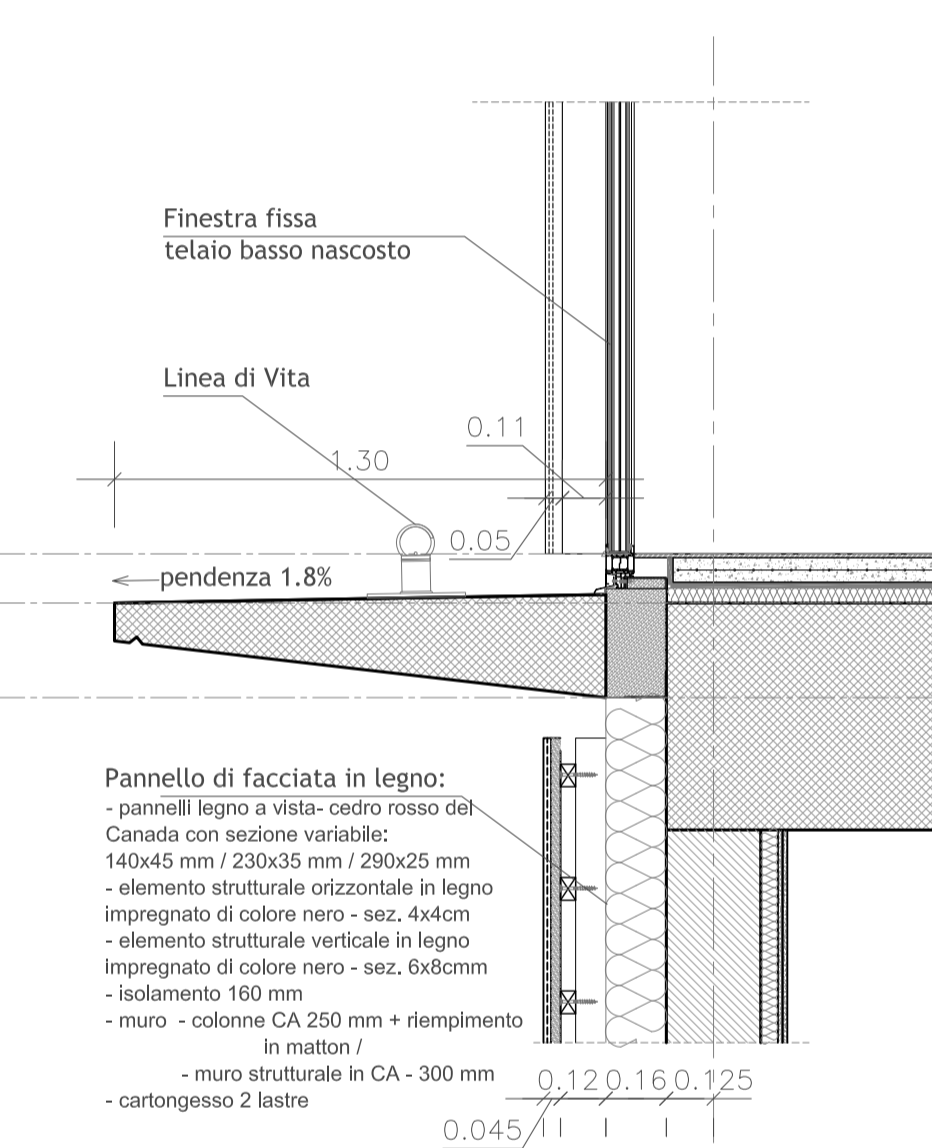 Finestra fissa
telaio basso nascosto
Linea di Vita
0.11
1.30
0.05
pendenza 1.8%
Pannello di facciata in legno:
- pannelli legno a vista- cedro rosso del
Canada con sezione variabile:
140x45 mm / 230x35 mm / 290x25 mm
- elemento strutturale orizzontale in legno
impregnato di colore nero - sez. 4x4cm
- elemento strutturale verticale in legno
impregnato di colore nero - sez. 6x8cmm
- isolamento 160 mm
- muro - colonne CA 250 mm + riempimento
in matton /
- muro strutturale in CA - 300 mm
- cartongesso 2 lastre
0.12 0.16 0.125
0.045